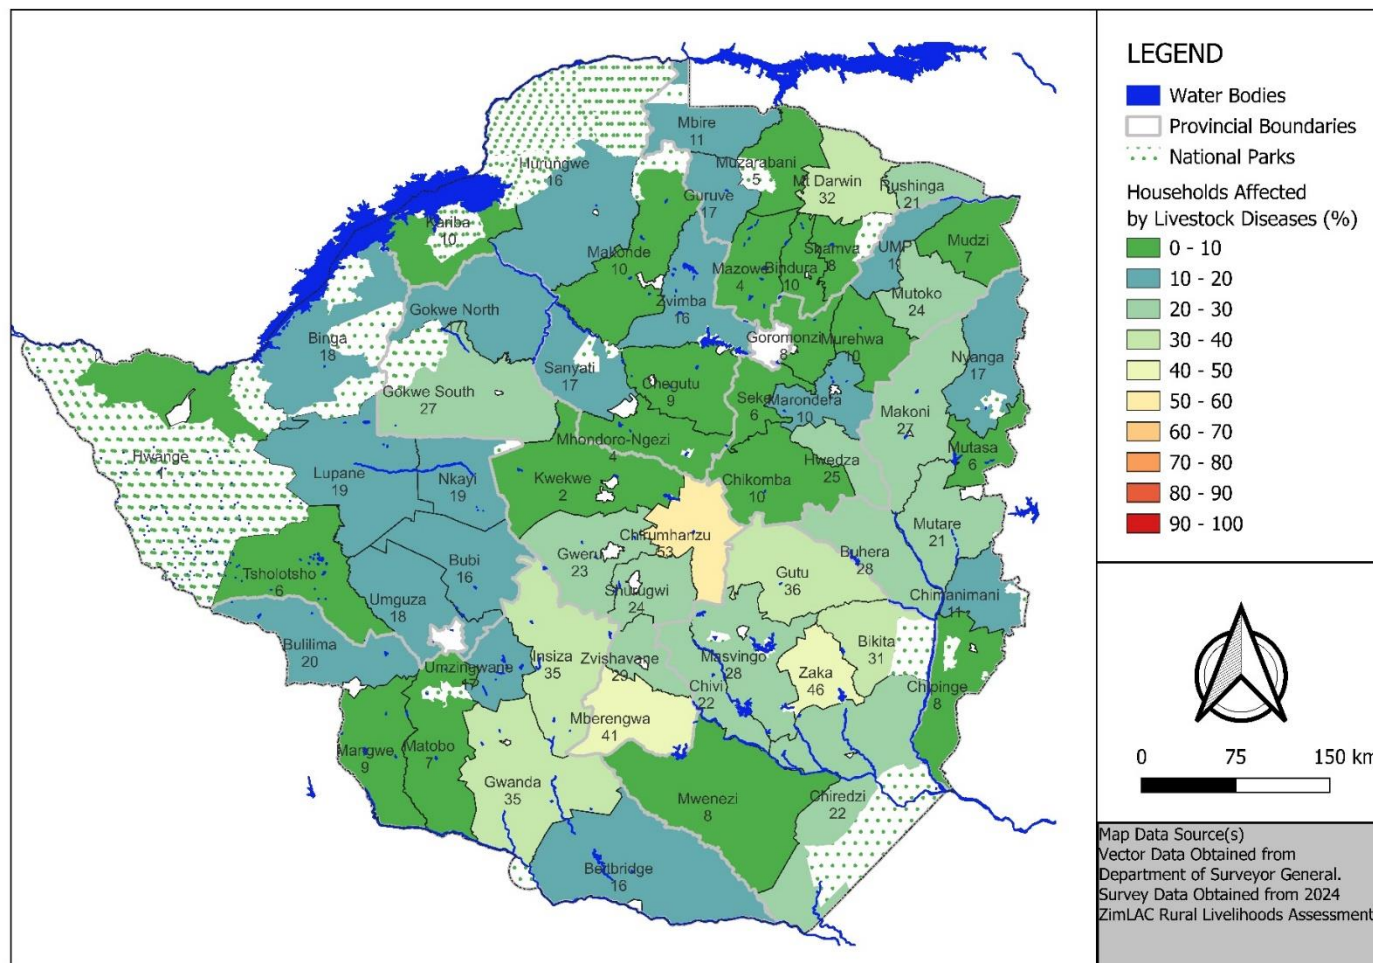 LEGEND
Water Bodies
Provincial Boundaries
National Parks
Households Affected
by Livestock Diseases (%)
0 - 10
10 - 20
20 - 30
30 - 40
40 - 50
50 - 60
60 - 70
70 - 80
80 - 90
90 - 100
0 75 150 km
Map Data Source(s)
Vector Data Obtained from
Department of Surveyor General.
Survey Data Obtained from 2024
ZimLAC Rural Livelihoods Assessment
Mbire
11
Muzarabani
5
Mt Darwin
32
Rushinga
21
Hurungwe
16
Guruve
17
Kariba
10
Makonde
10
Mazowe
4
Bindura
10
Shamva
8
UMP
Mudzi
7
Mutoko
24
Zvimba
16
Gokwe North
17
Binga
18
Goromonzi
8
Murehwa
10
Nyanga
17
Sanyati
17
Chegutu
9
Seke
6
Marondera
10
Makoni
27
Gokwe South
27
Mutasa
6
Mhondoro-Ngezi
4
Hwedza
25
Hwange
1
Lupane
19
Nkayi
19
Kwekwe
2
Chikomba
10
Mutare
21
Chirumhanzu
53
Buhera
28
Gweru
23
Bubi
16
Gutu
36
Tsholotsho
6
Shurugwi
24
Chimanimani
11
Umguza
18
Bulilima
20
Umzingwane
17
Insiza
35
Zvishavane
29
Masvingo
28
Bikita
31
Zaka
46
Chivi
22
Chipinge
8
Mberengwa
41
Mangwe
9
Matobo
7
Gwanda
35
Mwenezi
8
Chiredzi
22
Beitbridge
16